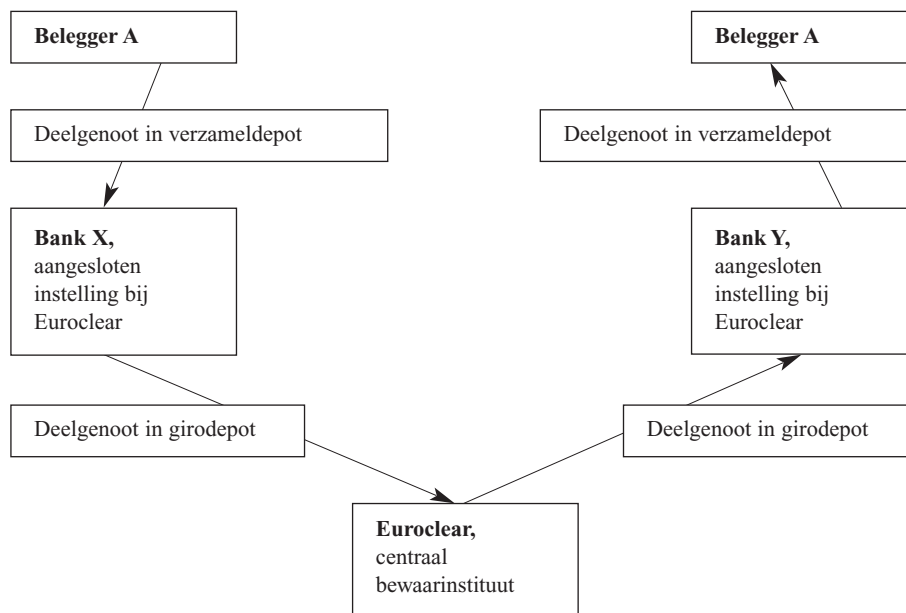 Belegger A
Belegger A
Deelgenoot in verzameldepot
Deelgenoot in verzameldepot
Bank X,
aangesloten
instelling bij
Euroclear
Bank Y,
aangesloten
instelling bij
Euroclear
Deelgenoot in girodepot
Deelgenoot in girodepot
Euroclear,
centraal
bewaarinstituut